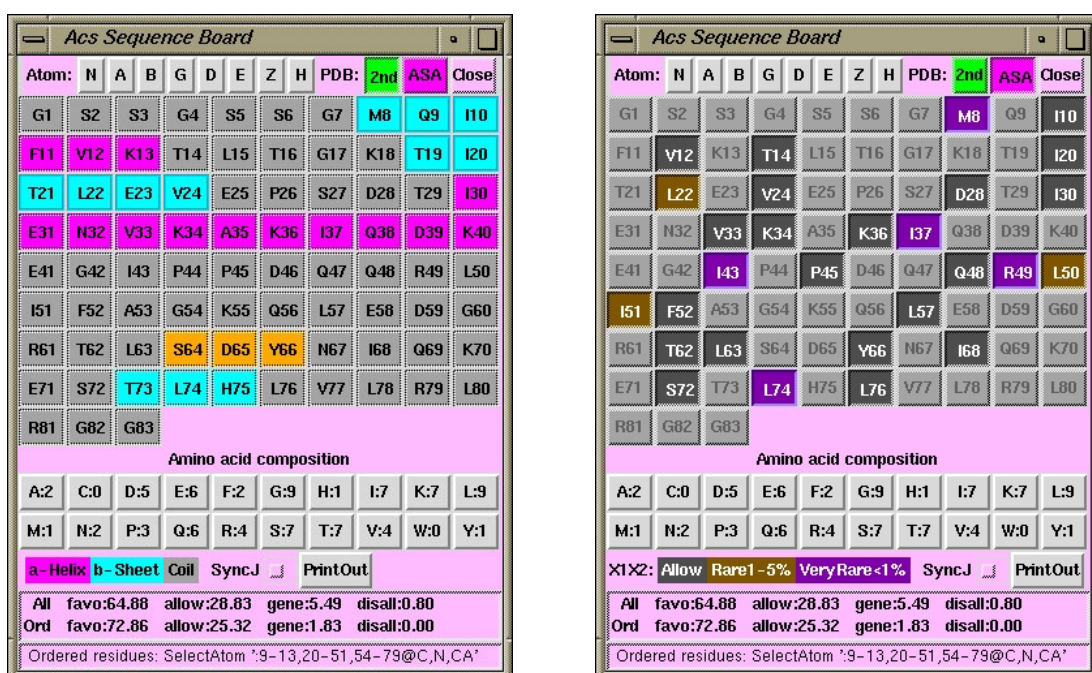 Acs Sequence Board
Atom: N A B G D E Z H PDB: 2nd ASA Close
G1 S2 S3 G4 S5 S6 G7 M8 Q9 I10
F11 V12 K13 T14 L15 T16 G17 K18 T19 I20
T21 L22 E23 V24 E25 P26 S27 D28 T29 I30
E31 N32 V33 K34 A35 K36 I37 Q38 D39 K40
E41 G42 I43 P44 P45 D46 Q47 Q48 R49 L50
I51 F52 A53 G54 K55 Q56 L57 E58 D59 G60
R61 T62 L63 S64 D65 Y66 N67 I68 Q69 K70
E71 S72 T73 L74 H75 L76 V77 L78 R79 L80
R81 G82 G83
Amino acid composition
A:2 C:0 D:5 E:6 F:2 G:9 H:1 I:7 K:7 L:9
M:1 N:2 P:3 Q:6 R:4 S:7 T:7 V:4 W:0 Y:1
a-Helix b-Sheet Coil SyncJ PrintOut
All favo:64.88 allow:28.83 gene:5.49 disall:0.80
Ord favo:72.86 allow:25.32 gene:1.83 disall:0.00
Ordered residues: SelectAtom ':9-13,20-51,54-79@C,N,CA'
Acs Sequence Board
Atom: N A B G D E Z H PDB: 2nd ASA Close
G1 S2 S3 G4 S5 S6 G7 M8 Q9 I10
F11 V12 K13 T14 L15 T16 G17 K18 T19 I20
T21 L22 E23 V24 E25 P26 S27 D28 T29 I30
E31 N32 V33 K34 A35 K36 I37 Q38 D39 K40
E41 G42 I43 P44 P45 D46 Q47 Q48 R49 L50
I51 F52 A53 G54 K55 Q56 L57 E58 D59 G60
R61 T62 L63 S64 D65 Y66 N67 I68 Q69 K70
E71 S72 T73 L74 H75 L76 V77 L78 R79 L80
R81 G82 G83
Amino acid composition
A:2 C:0 D:5 E:6 F:2 G:9 H:1 I:7 K:7 L:9
M:1 N:2 P:3 Q:6 R:4 S:7 T:7 V:4 W:0 Y:1
X1X2: Allow Rare1-5% VeryRare<1% SyncJ PrintOut
All favo:64.88 allow:28.83 gene:5.49 disall:0.80
Ord favo:72.86 allow:25.32 gene:1.83 disall:0.00
Ordered residues: SelectAtom ':9-13,20-51,54-79@C,N,CA'